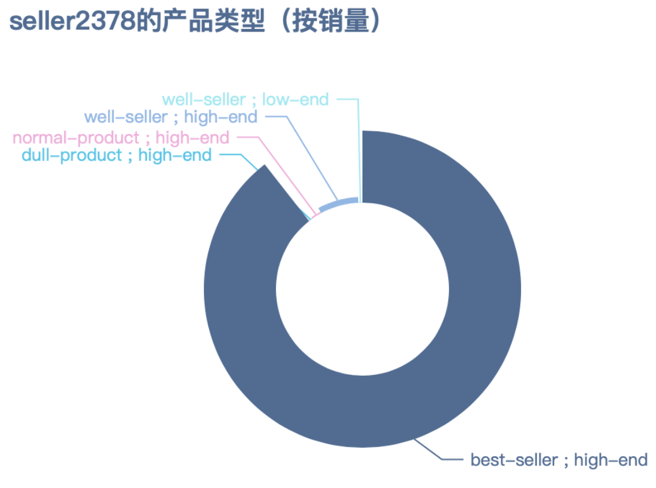 seller2378的产品类型（按销量）
well-seller ; low-end
well-seller ; high-end
normal-product ; high-end
dull-product ; high-end
best-seller ; high-end